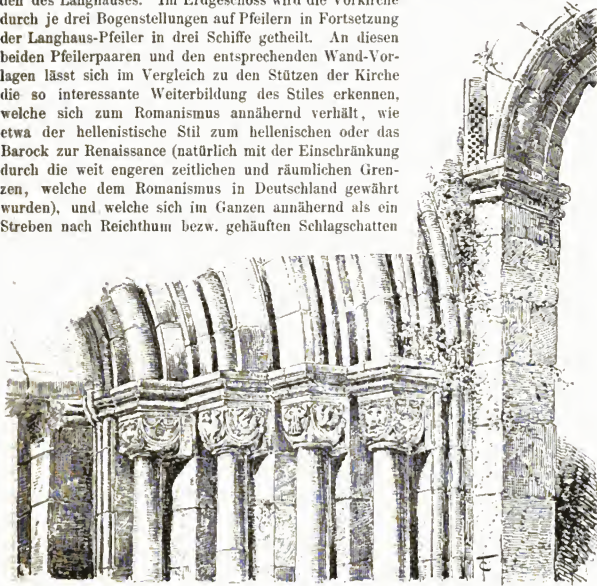 den des Langhauses. Im Erdgeschoss wird die Vorkirche
durch je drei Bogenstellungen auf Pfeilern in Fortsetzung
der Langhaus-Pfeiler in drei Schiffe getheilt. An diesen
beiden Pfeilerpaaren und den entsprechenden Wand-Vor-
lagen lässt sich im Vergleich zu den Stützen der Kirche
die so interessante Weiterbildung des Stiles erkennen,
welche sich zum Romanismus annähernd verhält, wie
etwa der hellenistische Stil zum hellenischen oder das
Barock zur Renaissance (natürlich mit der Einschränkung
durch die weit engeren zeitlichen und räumlichen Gren-
zen, welche dem Romanismus in Deutschland gewährt
wurden), und welche sich im Ganzen annähernd als ein
Streben nach Reichthum bezw. gehäuften Schlagschatten